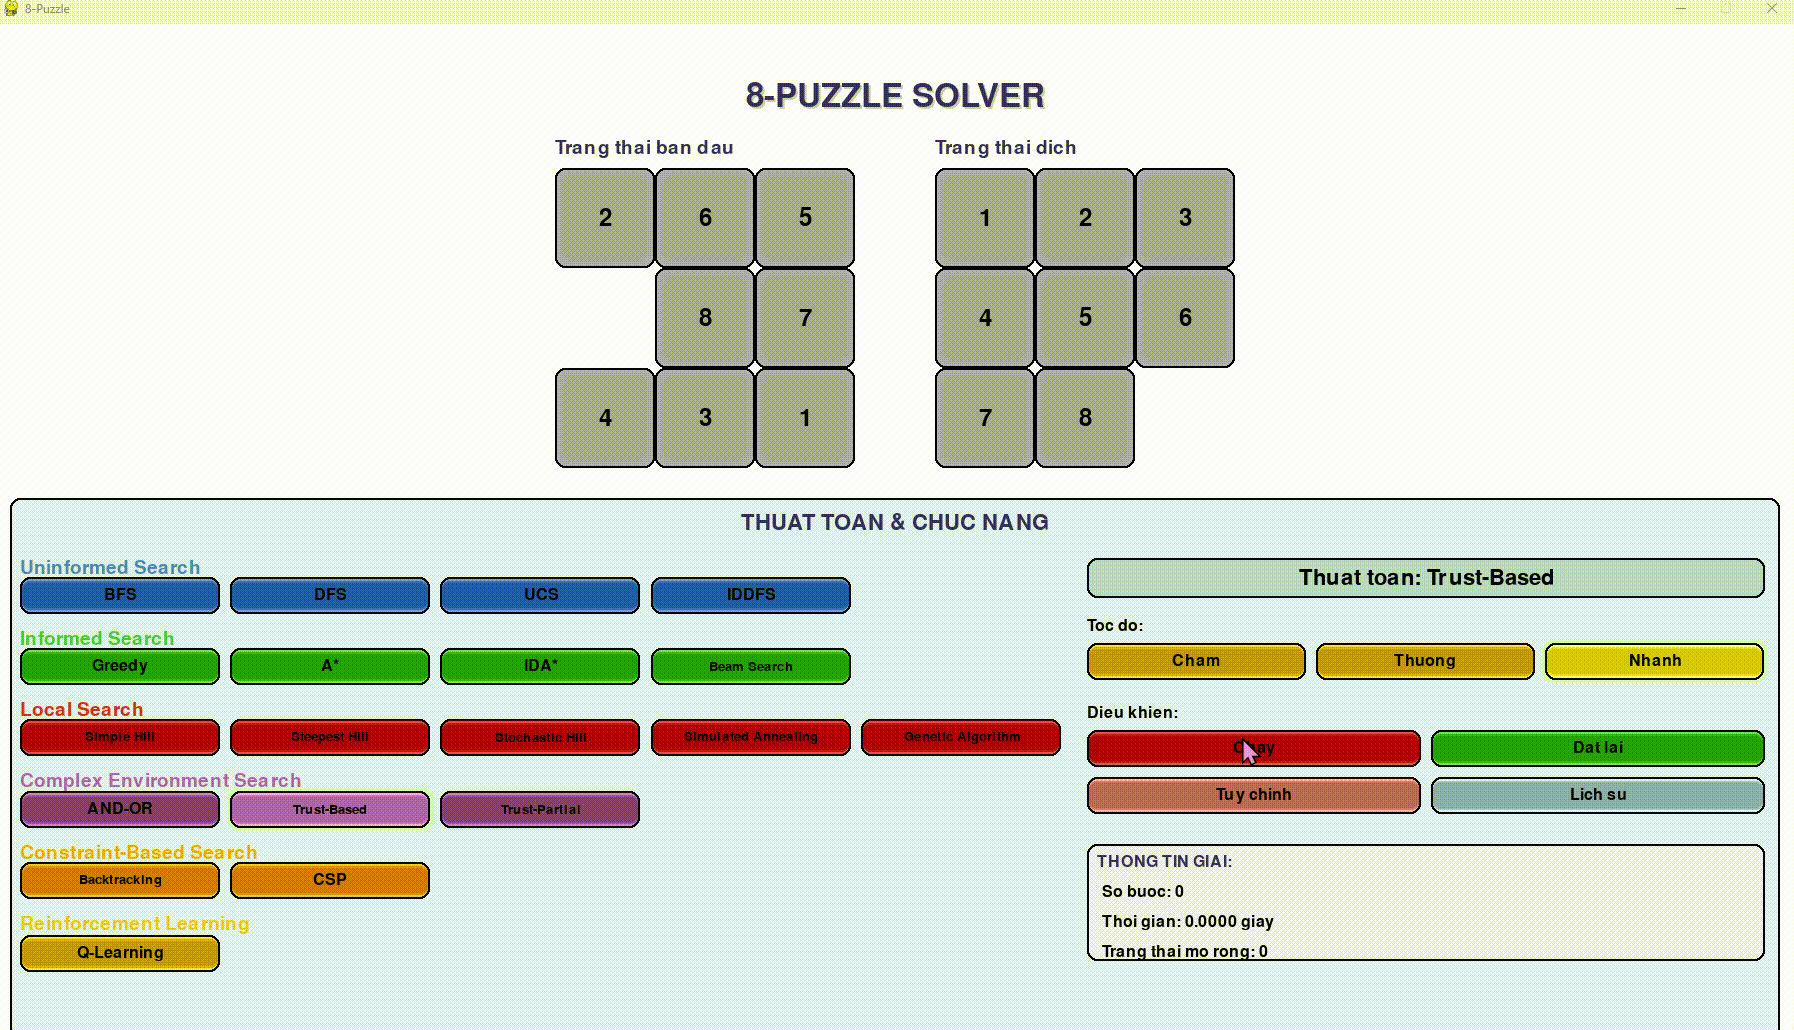 8-Puzzle
8-PUZZLE SOLVER
Trang thai ban dau
Trang thai dich
2 6 5
1 2 3
8 7
4 5 6
4 3 1
7 8
THUAT TOAN & CHUC NANG
Uninformed Search
BFS DFS UCS IDDFS
Informed Search
Greedy A* IDA* Beam Search
Local Search
Simple Hill Steepest Hill Stochastic Hill Simulated Annealing Genetic Algorithm
Complex Environment Search
AND-OR Trust-Based Trust-Partial
Constraint-Based Search
Backtracking CSP
Reinforcement Learning
Q-Learning
Thuat toan: Trust-Based
Toc do:
Cham Thuong Nhanh
Dieu khien:
Chay Dat lai
Tuy chinh Lich su
THONG TIN GIAI:
So buoc: 0
Thoi gian: 0.0000 giay
Trang thai mo rong: 0